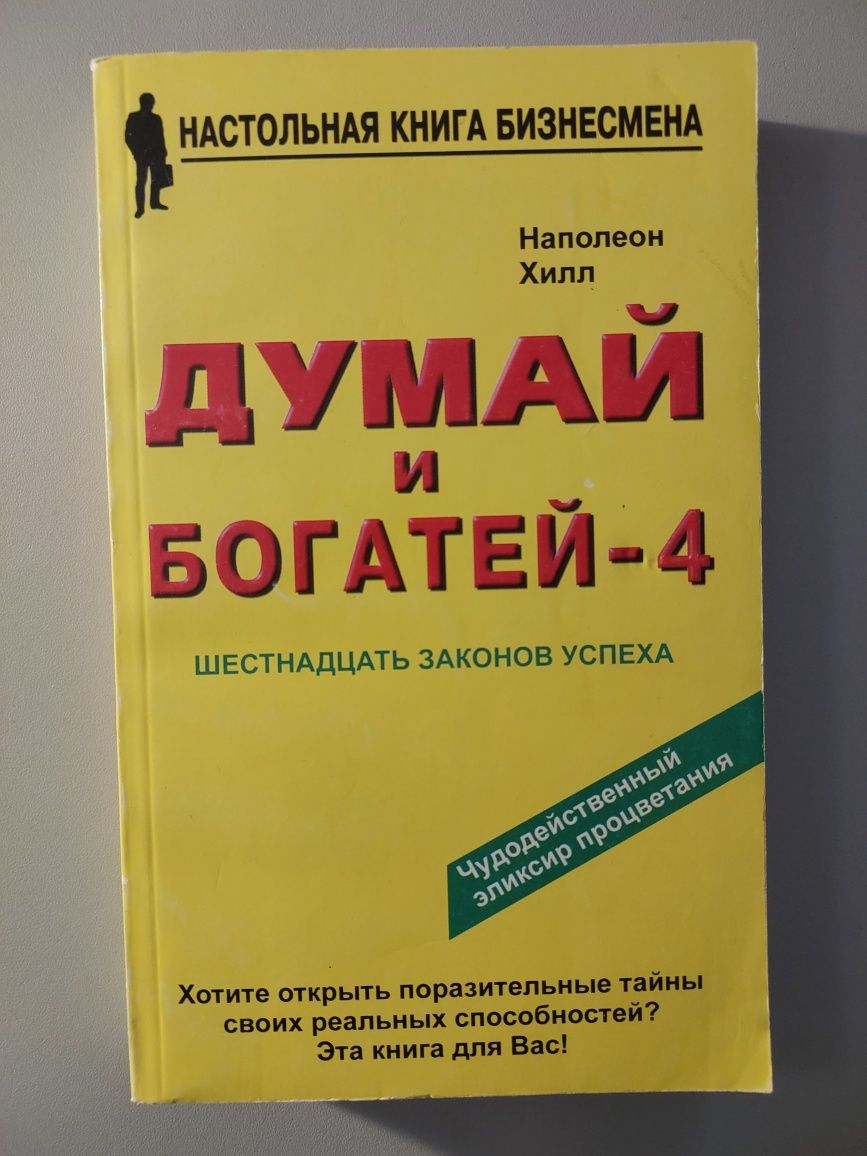 НАСТОЛЬНАЯ КНИГА БИЗНЕСМЕНА
Наполеон
Хилл
ДУМАЙ
И
БОГАТЕЙ-4
ШЕСТНАДЦАТЬ ЗАКОНОВ УСПЕХА
Чудодейственный
эликсир процветания
Хотите открыть поразительные тайны
своих реальных способностей?
Эта книга для Вас!